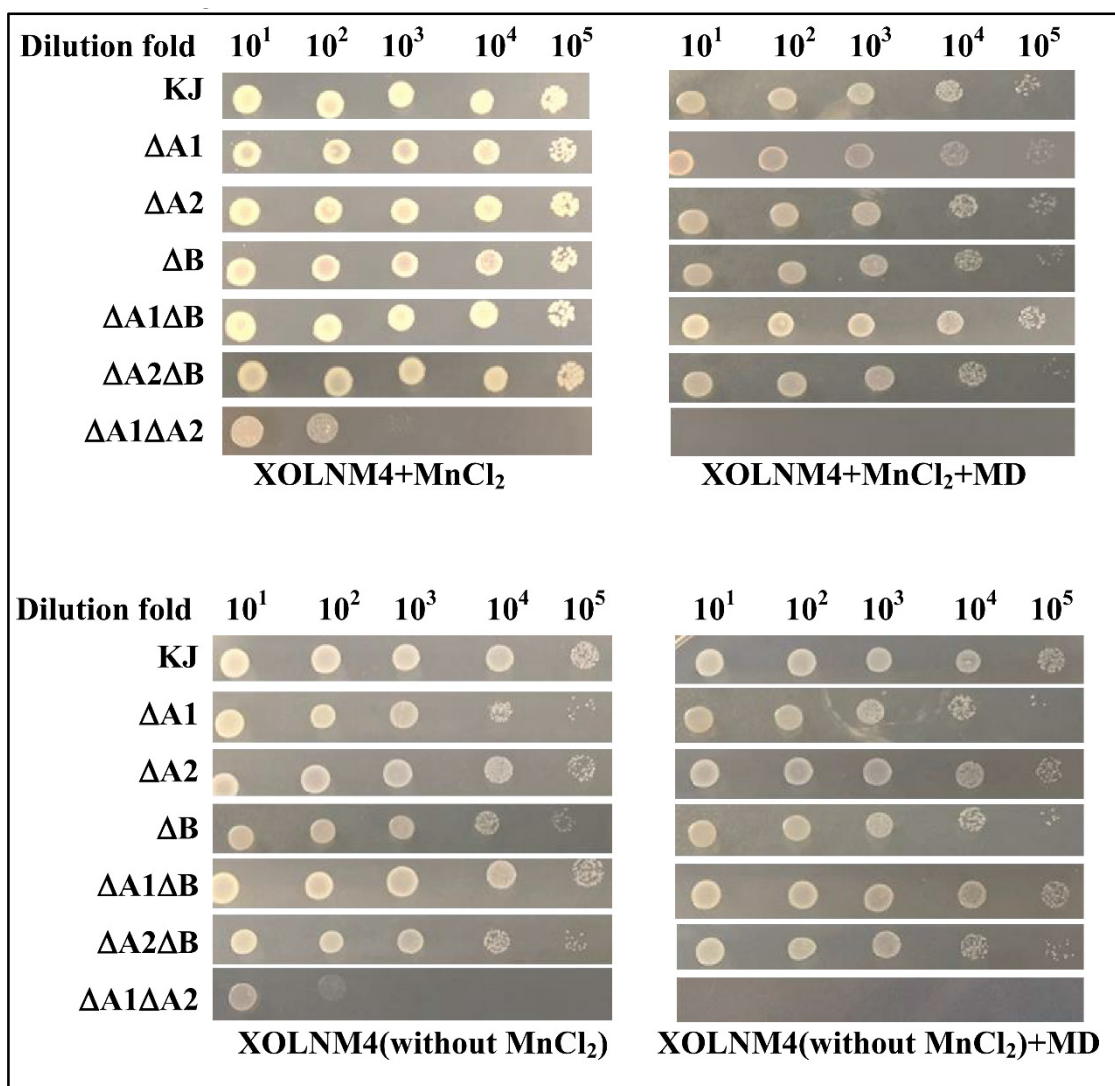 Dilution fold 10¹ 10² 10³ 10⁴ 10⁵ 10¹ 10² 10³ 10⁴ 10⁵
KJ
ΔA1
ΔA2
ΔB
ΔA1ΔB
ΔA2ΔB
ΔA1ΔA2
XOLNM4+MnCl₂ XOLNM4+MnCl₂+MD
Dilution fold 10¹ 10² 10³ 10⁴ 10⁵ 10¹ 10² 10³ 10⁴ 10⁵
KJ
ΔA1
ΔA2
ΔB
ΔA1ΔB
ΔA2ΔB
ΔA1ΔA2
XOLNM4(without MnCl₂) XOLNM4(without MnCl₂)+MD